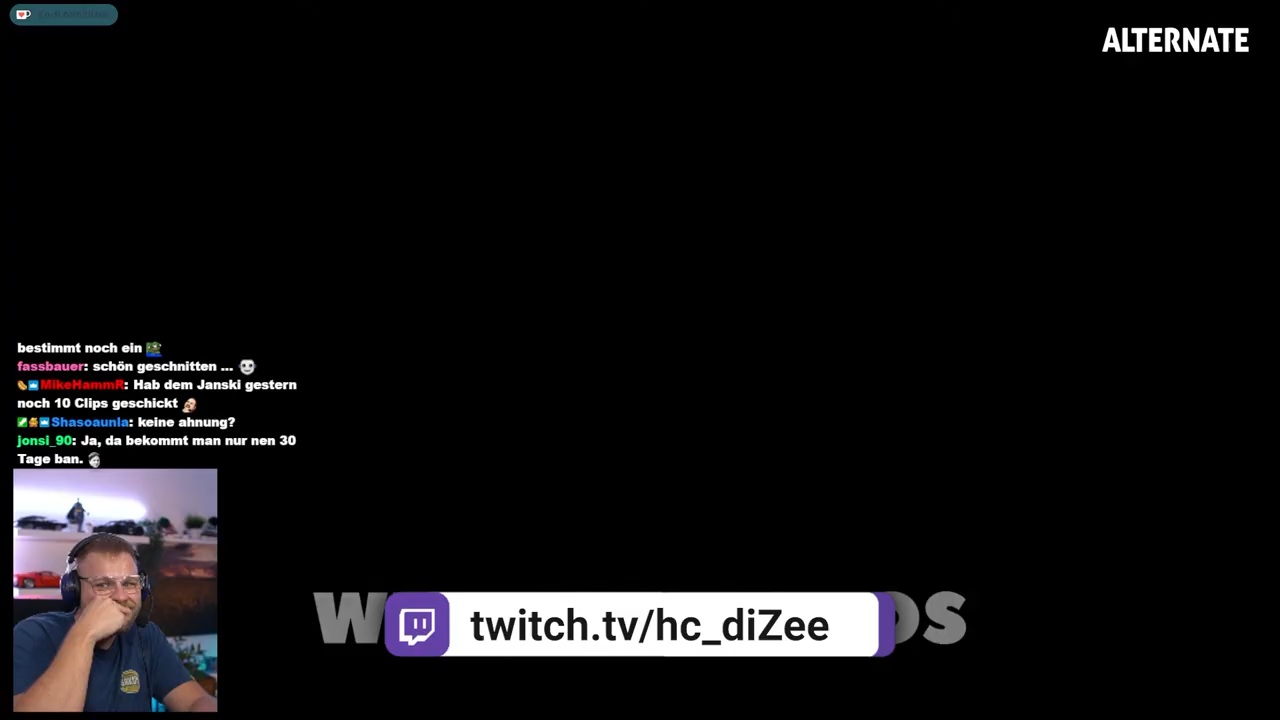 ALTERNATE
bestimmt noch ein
fassbauer: schön geschnitten ...
MikeHammR: Hab dem Janski gestern
noch 10 Clips geschickt
Shasoaunla: keine ahnung?
jonsi_90: Ja, da bekommt man nur nen 30
Tage ban.
twitch.tv/hc_diZee